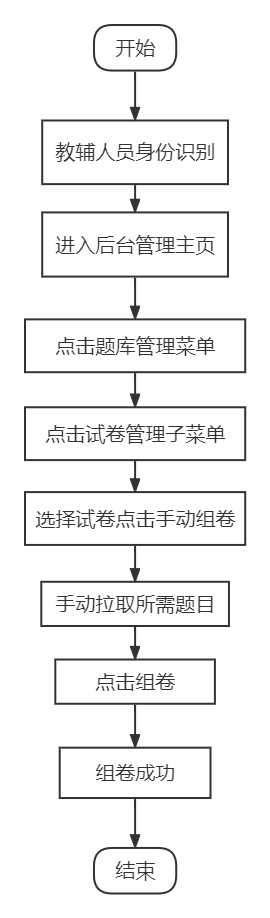 开始
教辅人员身份识别
进入后台管理主页
点击题库管理菜单
点击试卷管理子菜单
选择试卷点击手动组卷
手动拉取所需题目
点击组卷
组卷成功
结束